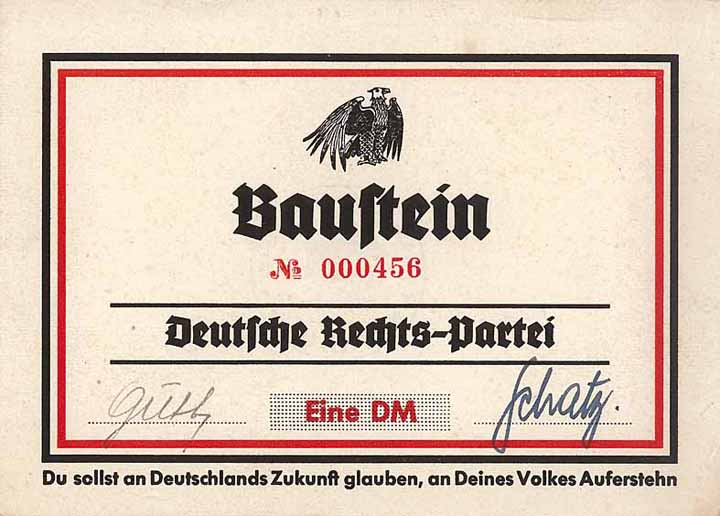 Bauſtein
№ 000456
Deutſche Rechts-Partei
Eine DM
Schatz.
Du sollst an Deutschlands Zukunft glauben, an Deines Volkes Auferstehn